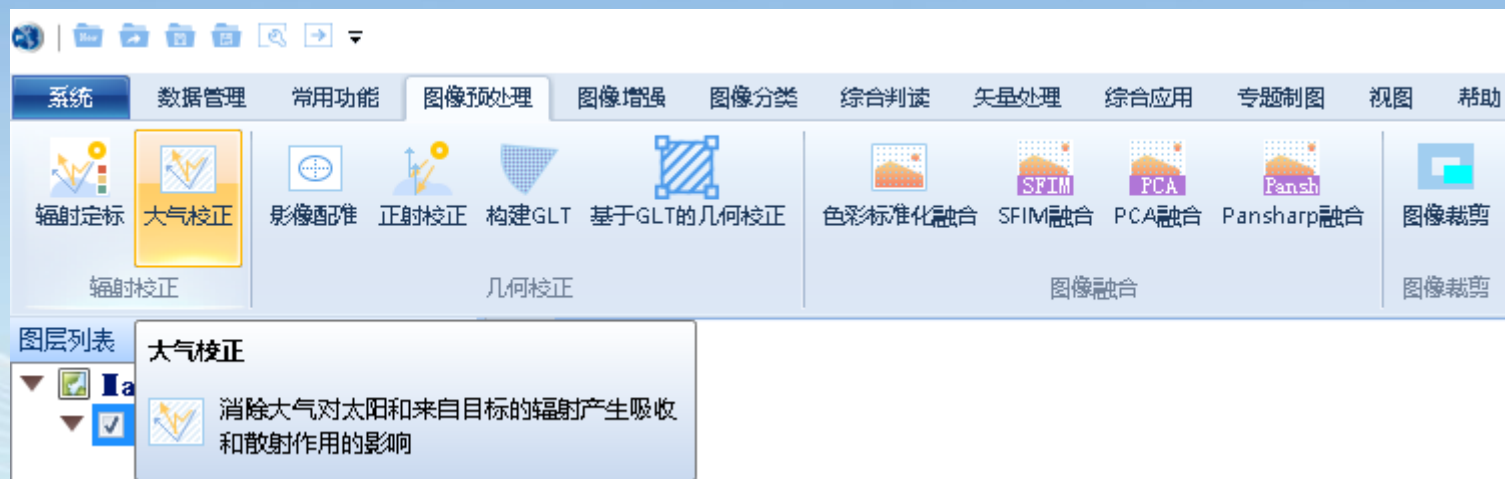 New
系统 数据管理 常用功能 图像预处理 图像增强 图像分类 综合判读 矢量处理 综合应用 专题制图 视图 帮助
SFIM PCA Pansh
辐射定标 大气校正 影像配准 正射校正 构建GLT 基于GLT的几何校正 色彩标准化融合 SFIM融合 PCA融合 Pansharp融合 图像裁剪
辐射校正 几何校正 图像融合 图像裁剪
图层列表
大气校正
消除大气对太阳和来自目标的辐射产生吸收
和散射作用的影响